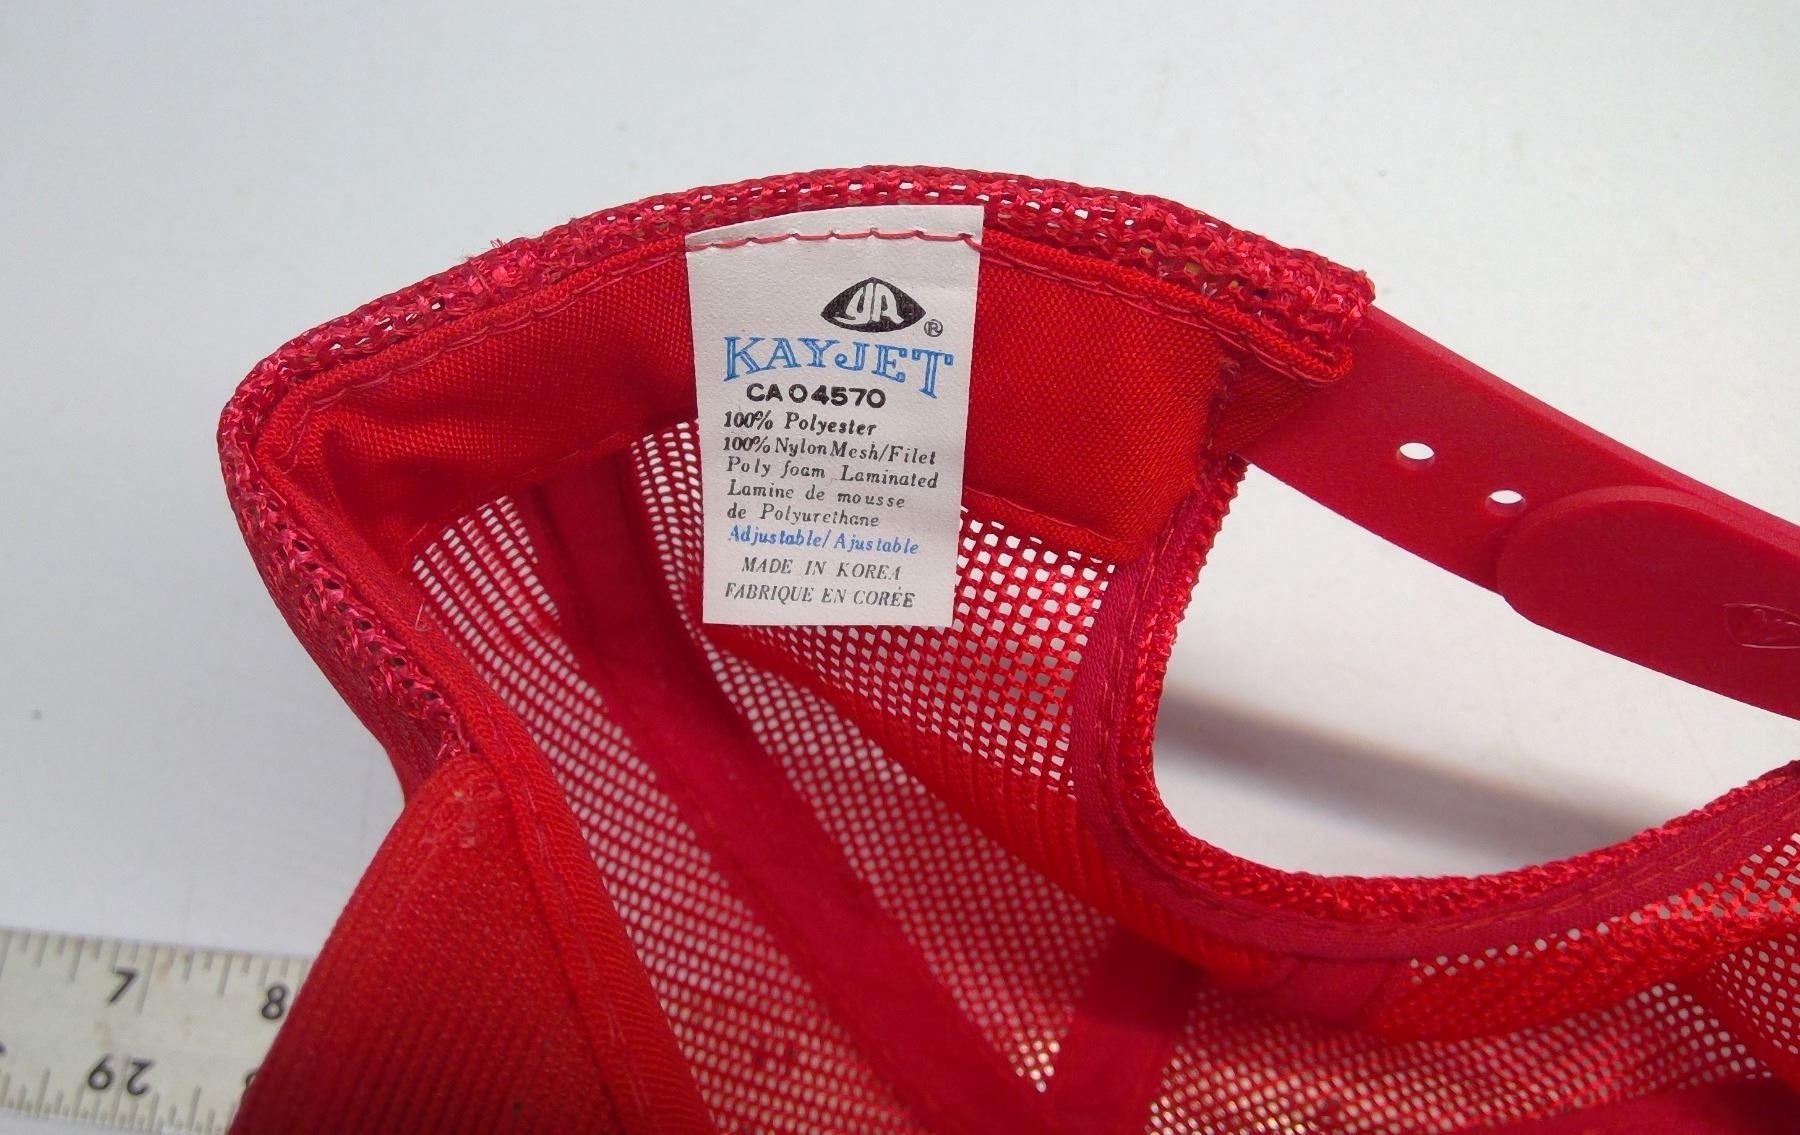 YA ®
KAYJET
CA 04570
100% Polyester
100% Nylon Mesh/Filet
Poly foam Laminated
Lamine de mousse
de Polyurethane
Adjustable/Ajustable
MADE IN KOREA
FABRIQUE EN CORÉE
7 8
29